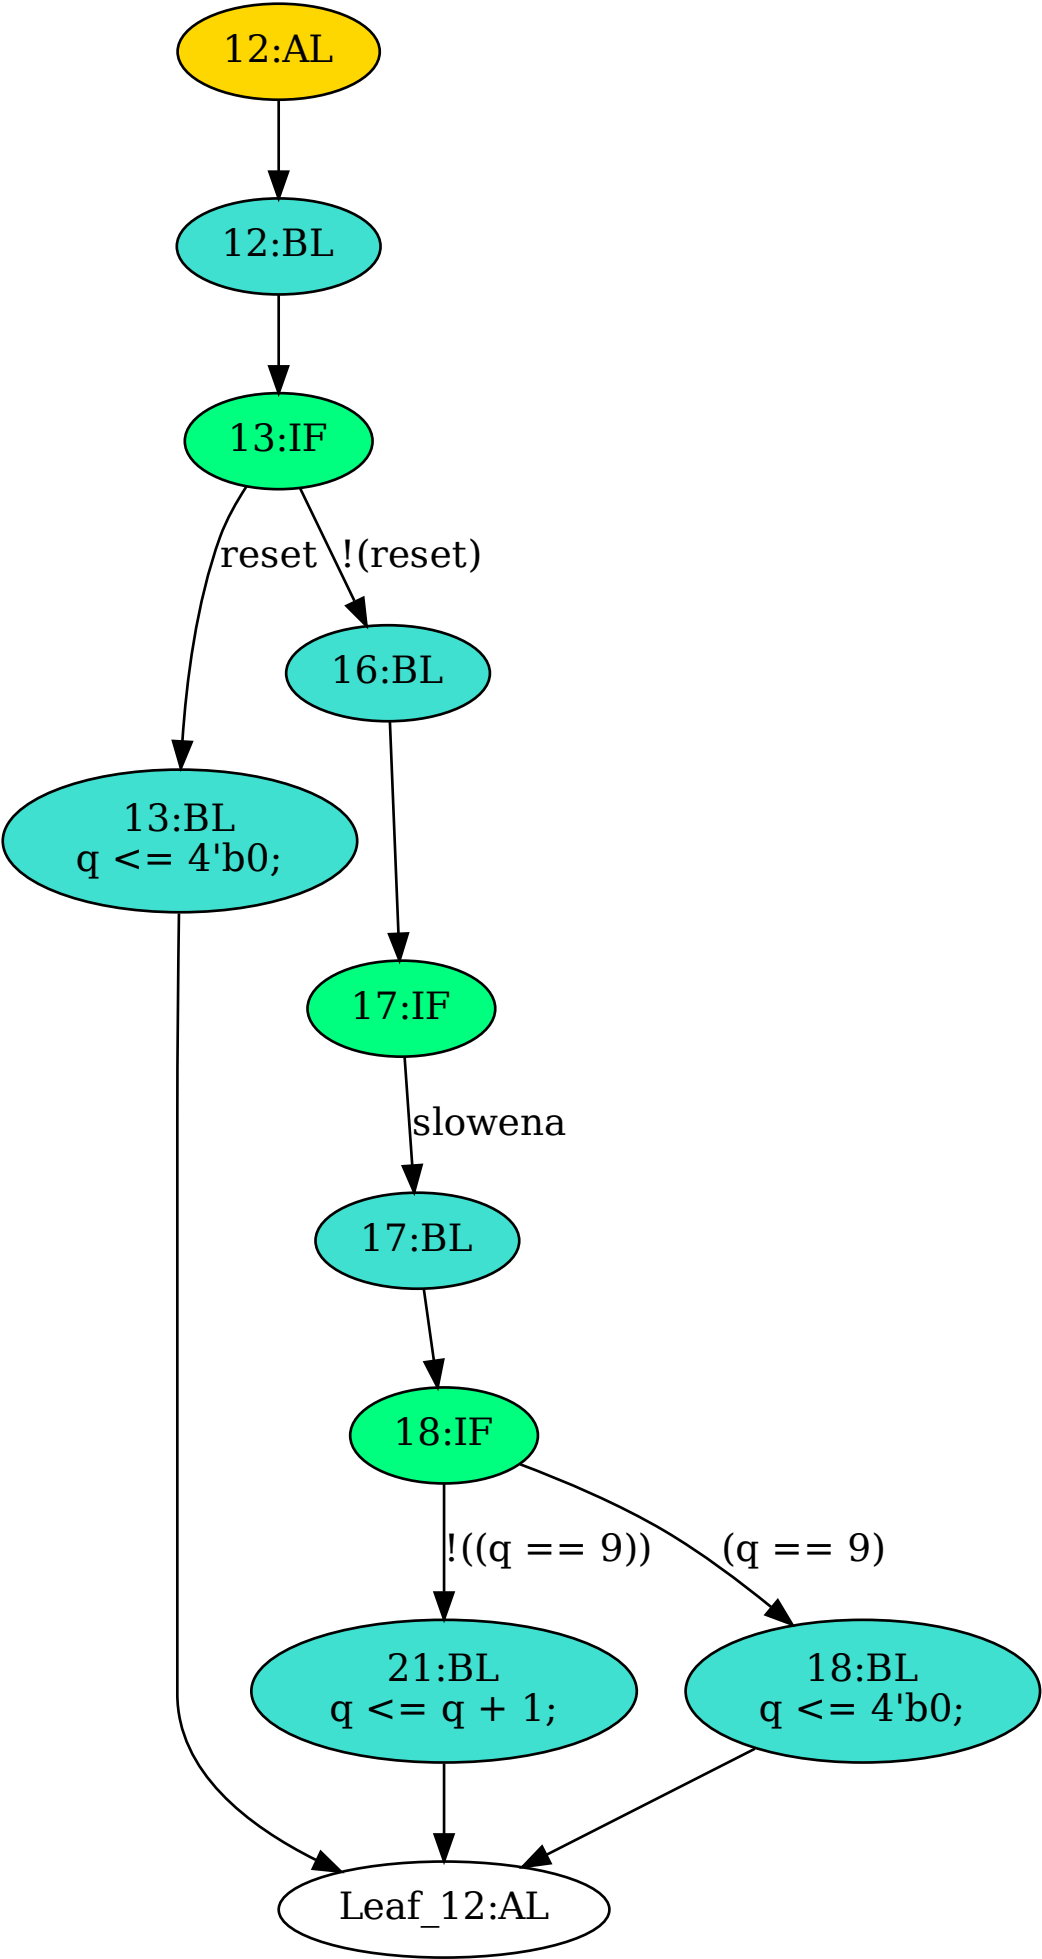 12:AL
12:BL
13:IF
reset
!(reset)
16:BL
13:BL
q <= 4'b0;
17:IF
slowena
17:BL
18:IF
!((q == 9))
(q == 9)
21:BL
q <= q + 1;
18:BL
q <= 4'b0;
Leaf_12:AL